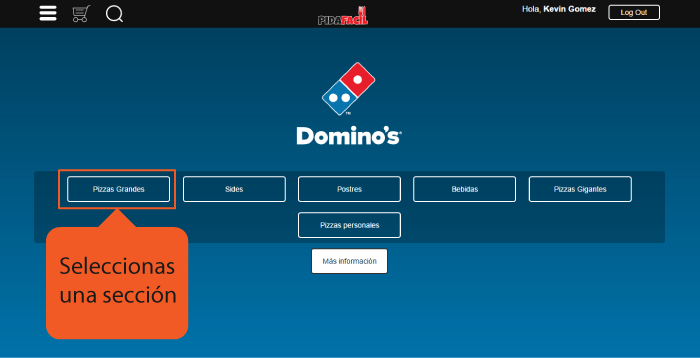 PIDAFACIL
Hola, Kevin Gomez
Log Out
Domino's
TM
Pizzas Grandes
Sides
Postres
Bebidas
Pizzas Gigantes
Pizzas personales
Más información
Seleccionas
una sección